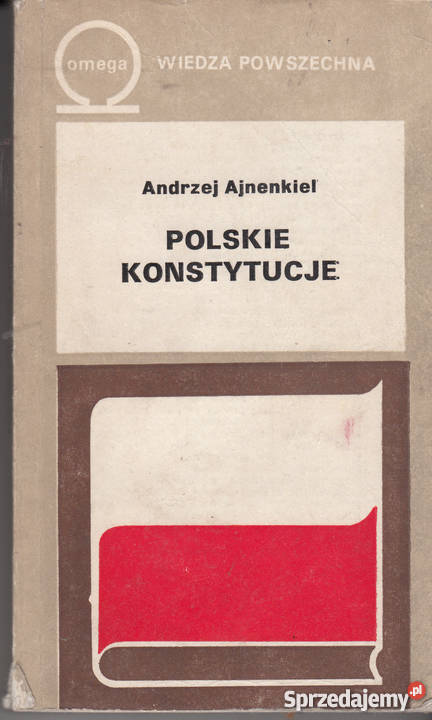 omega
WIEDZA POWSZECHNA
Andrzej Ajnenkiel
POLSKIE
KONSTYTUCJE
Sprzedajemy.pl